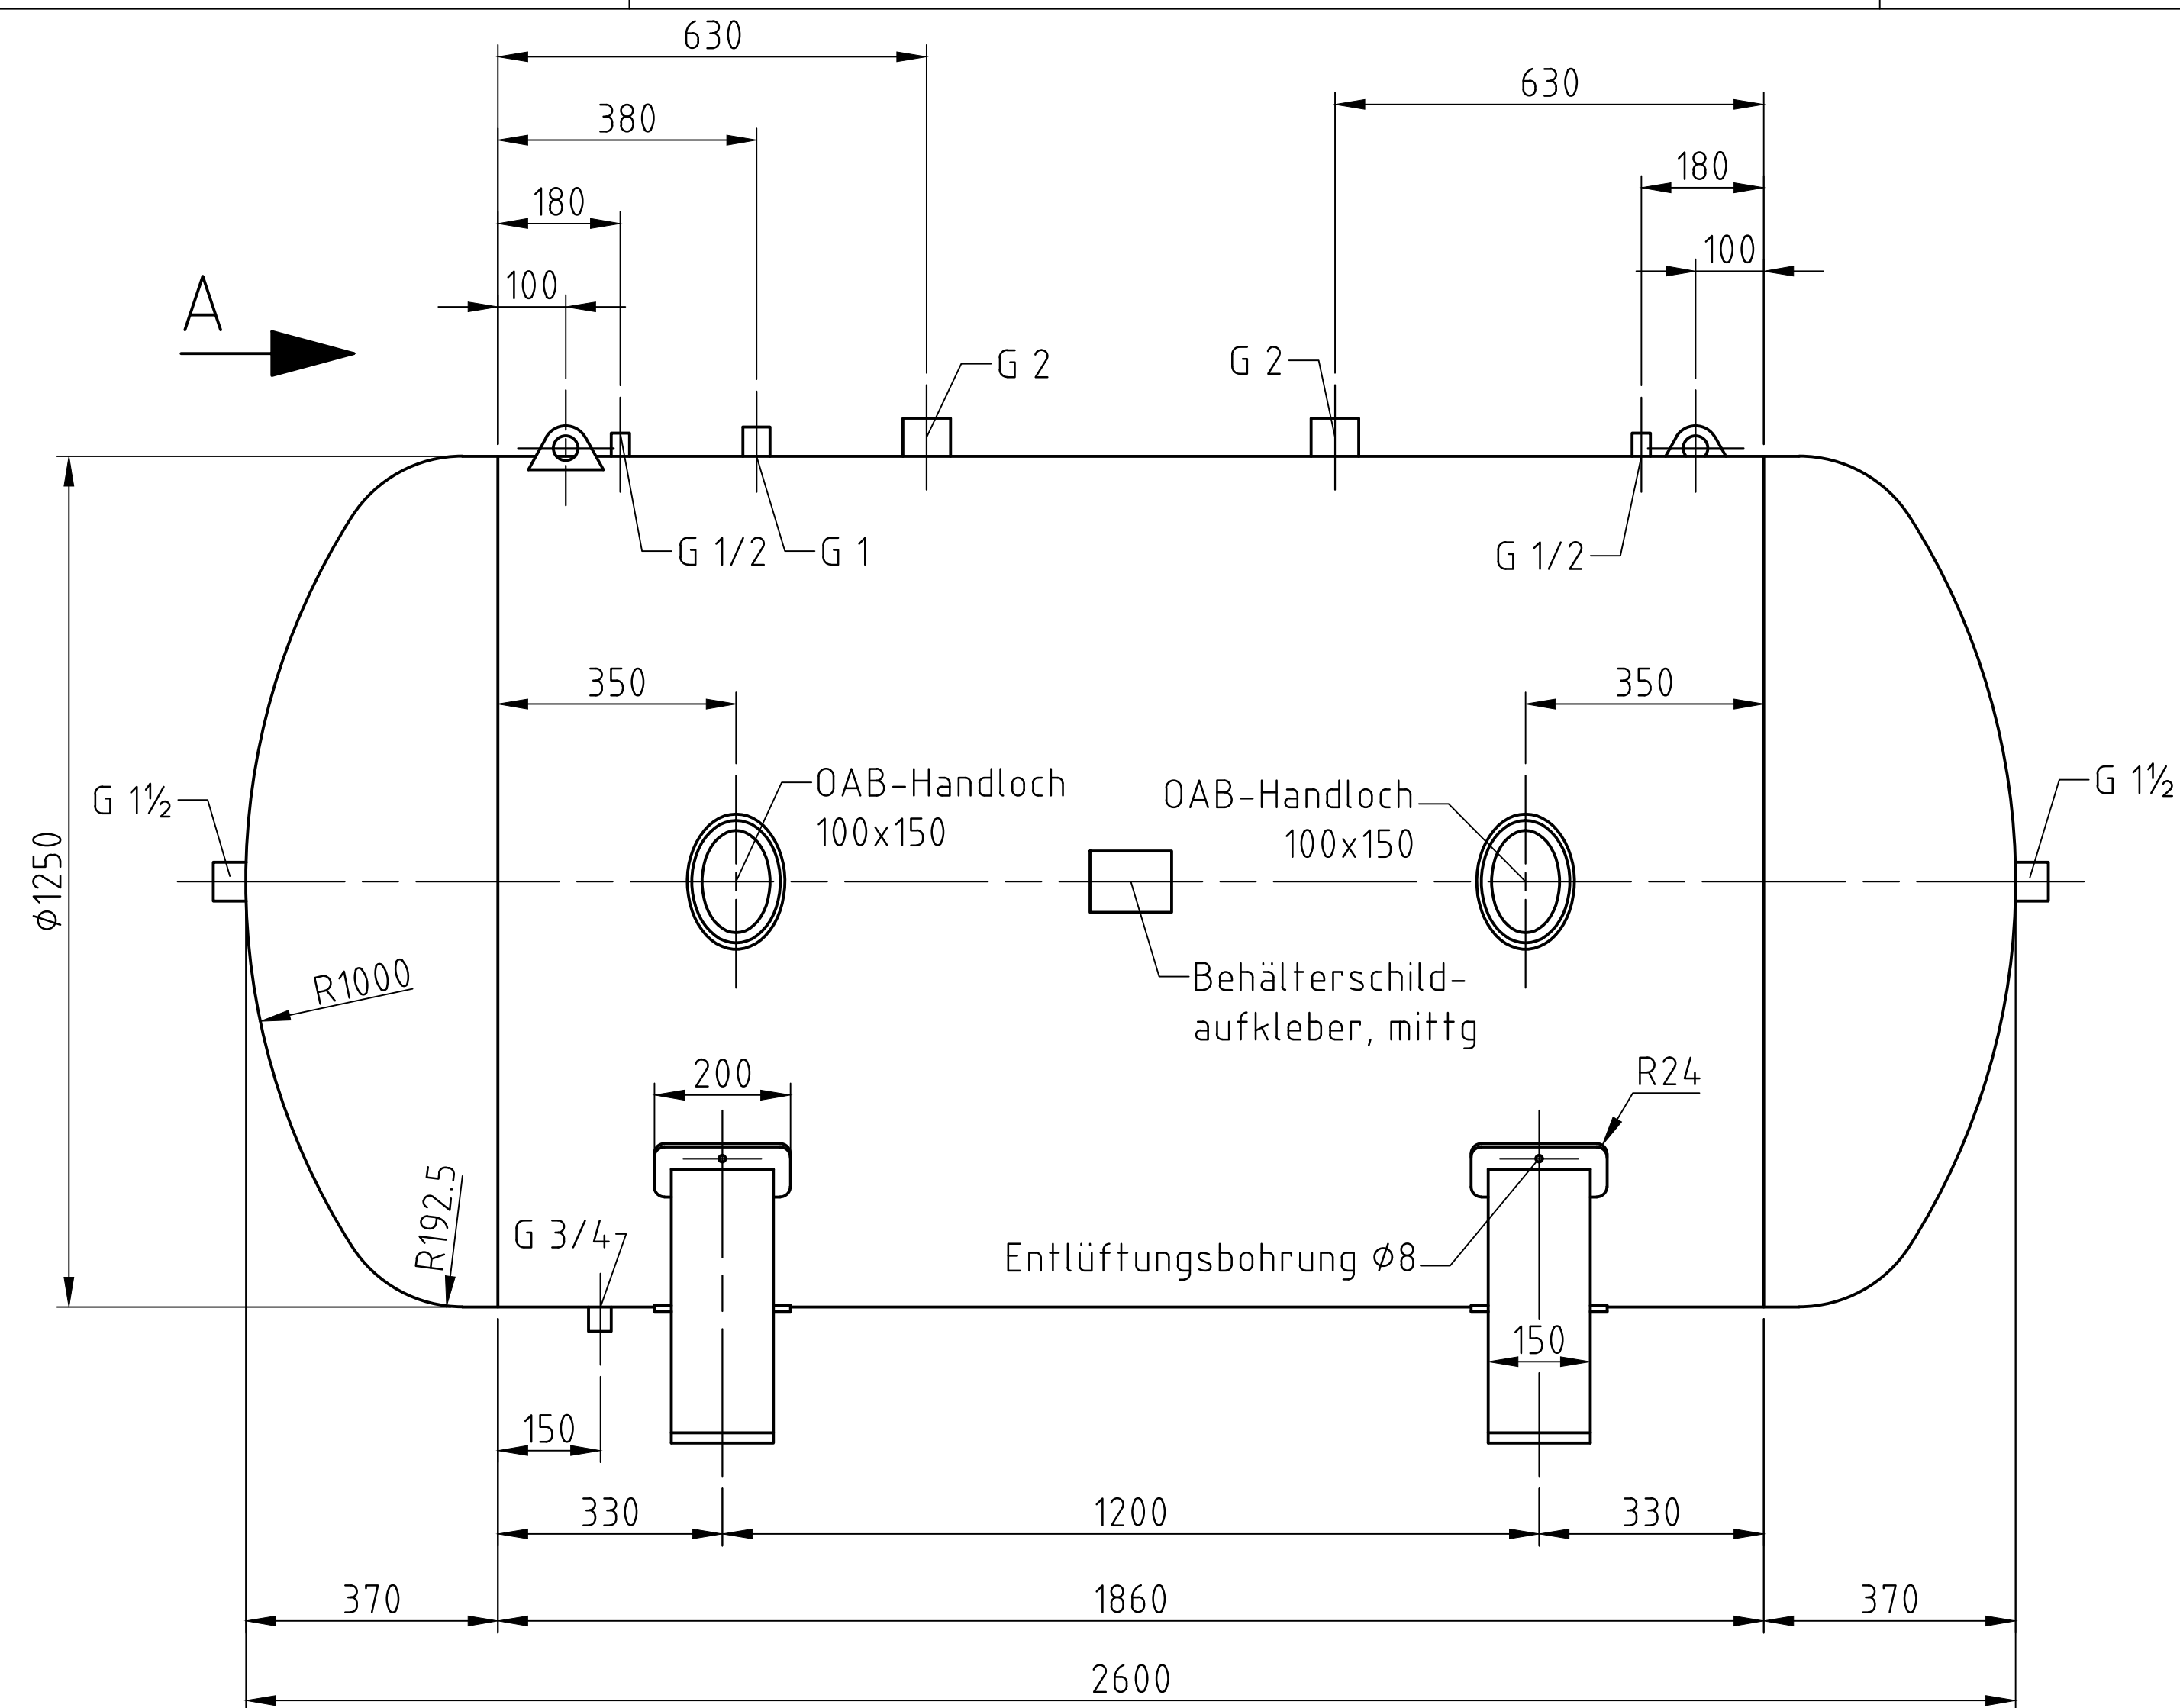 630
630
380
180
180
100
100
A
G 2
G 2
G 1/2
G 1
G 1/2
350
350
OAB-Handloch
100x150
OAB-Handloch
100x150
G 1½
G 1½
⌀1250
R1000
Behälterschild-
aufkleber, mittg
200
R24
R192.5
G 3/4
Entlüftungsbohrung ⌀8
150
150
330
1200
330
370
1860
370
2600